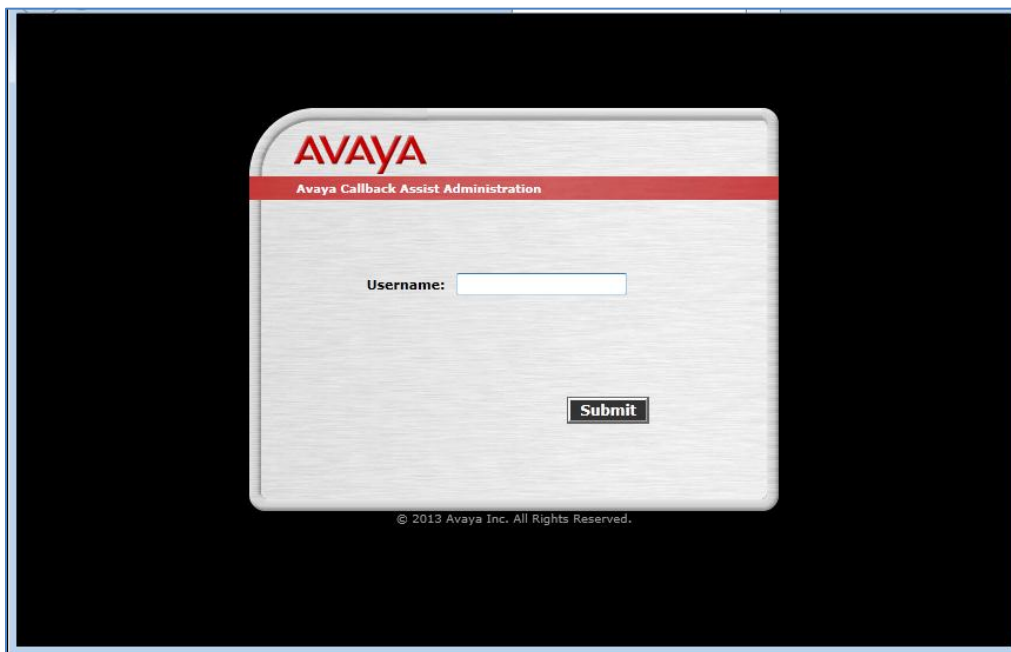 AVAYA
Avaya Callback Assist Administration
Username:
Submit
© 2013 Avaya Inc. All Rights Reserved.